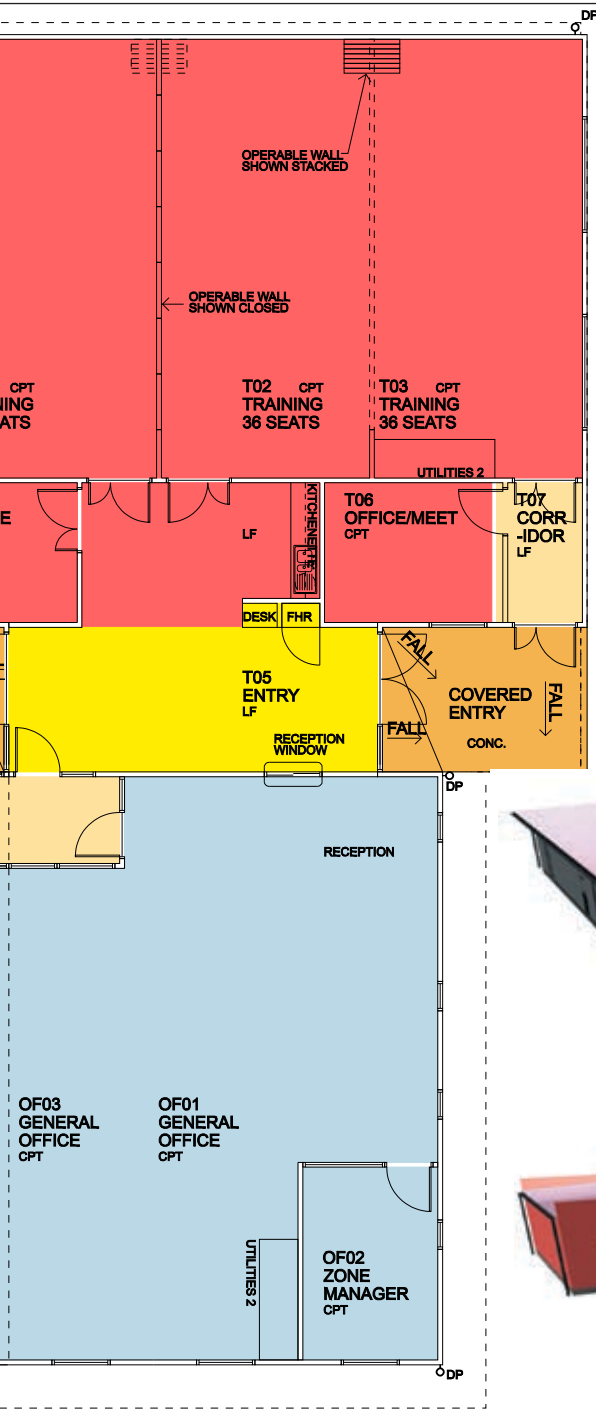 DP
OPERABLE WALL
SHOWN STACKED
OPERABLE WALL
SHOWN CLOSED
CPT
NING
ATS
T02 CPT
TRAINING
36 SEATS
T03 CPT
TRAINING
36 SEATS
UTILITIES 2
E
LF
KITCHENETTE
T06
OFFICE/MEET
CPT
T07
CORR
-IDOR
LF
DESK
FHR
T05
ENTRY
LF
RECEPTION
WINDOW
FALL
FALL
COVERED
ENTRY
CONC.
FALL
DP
RECEPTION
OF03
GENERAL
OFFICE
CPT
OF01
GENERAL
OFFICE
CPT
UTILITIES 2
OF02
ZONE
MANAGER
CPT
DP